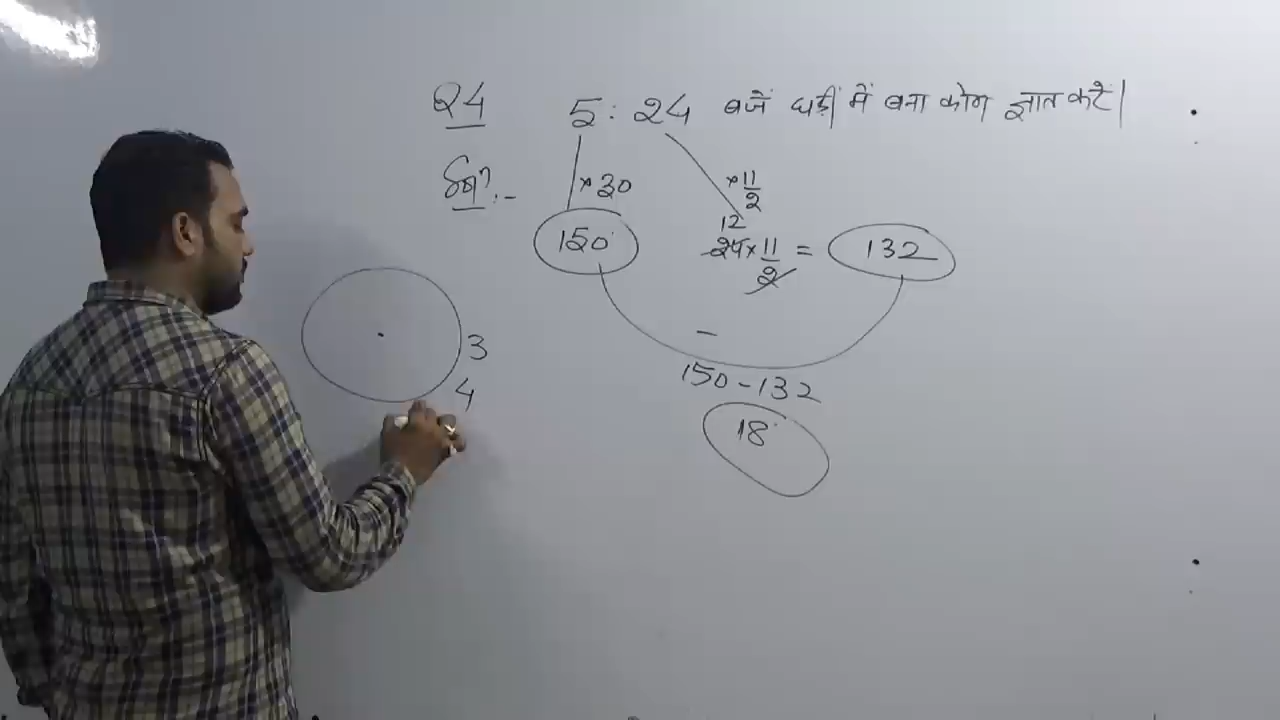 24 5:24 बजे घड़ी में बना कोण ज्ञात करें।
हल:-
×30 ×11/2
150° 12
24×11/2 = 132
3
4
−
150-132
18°